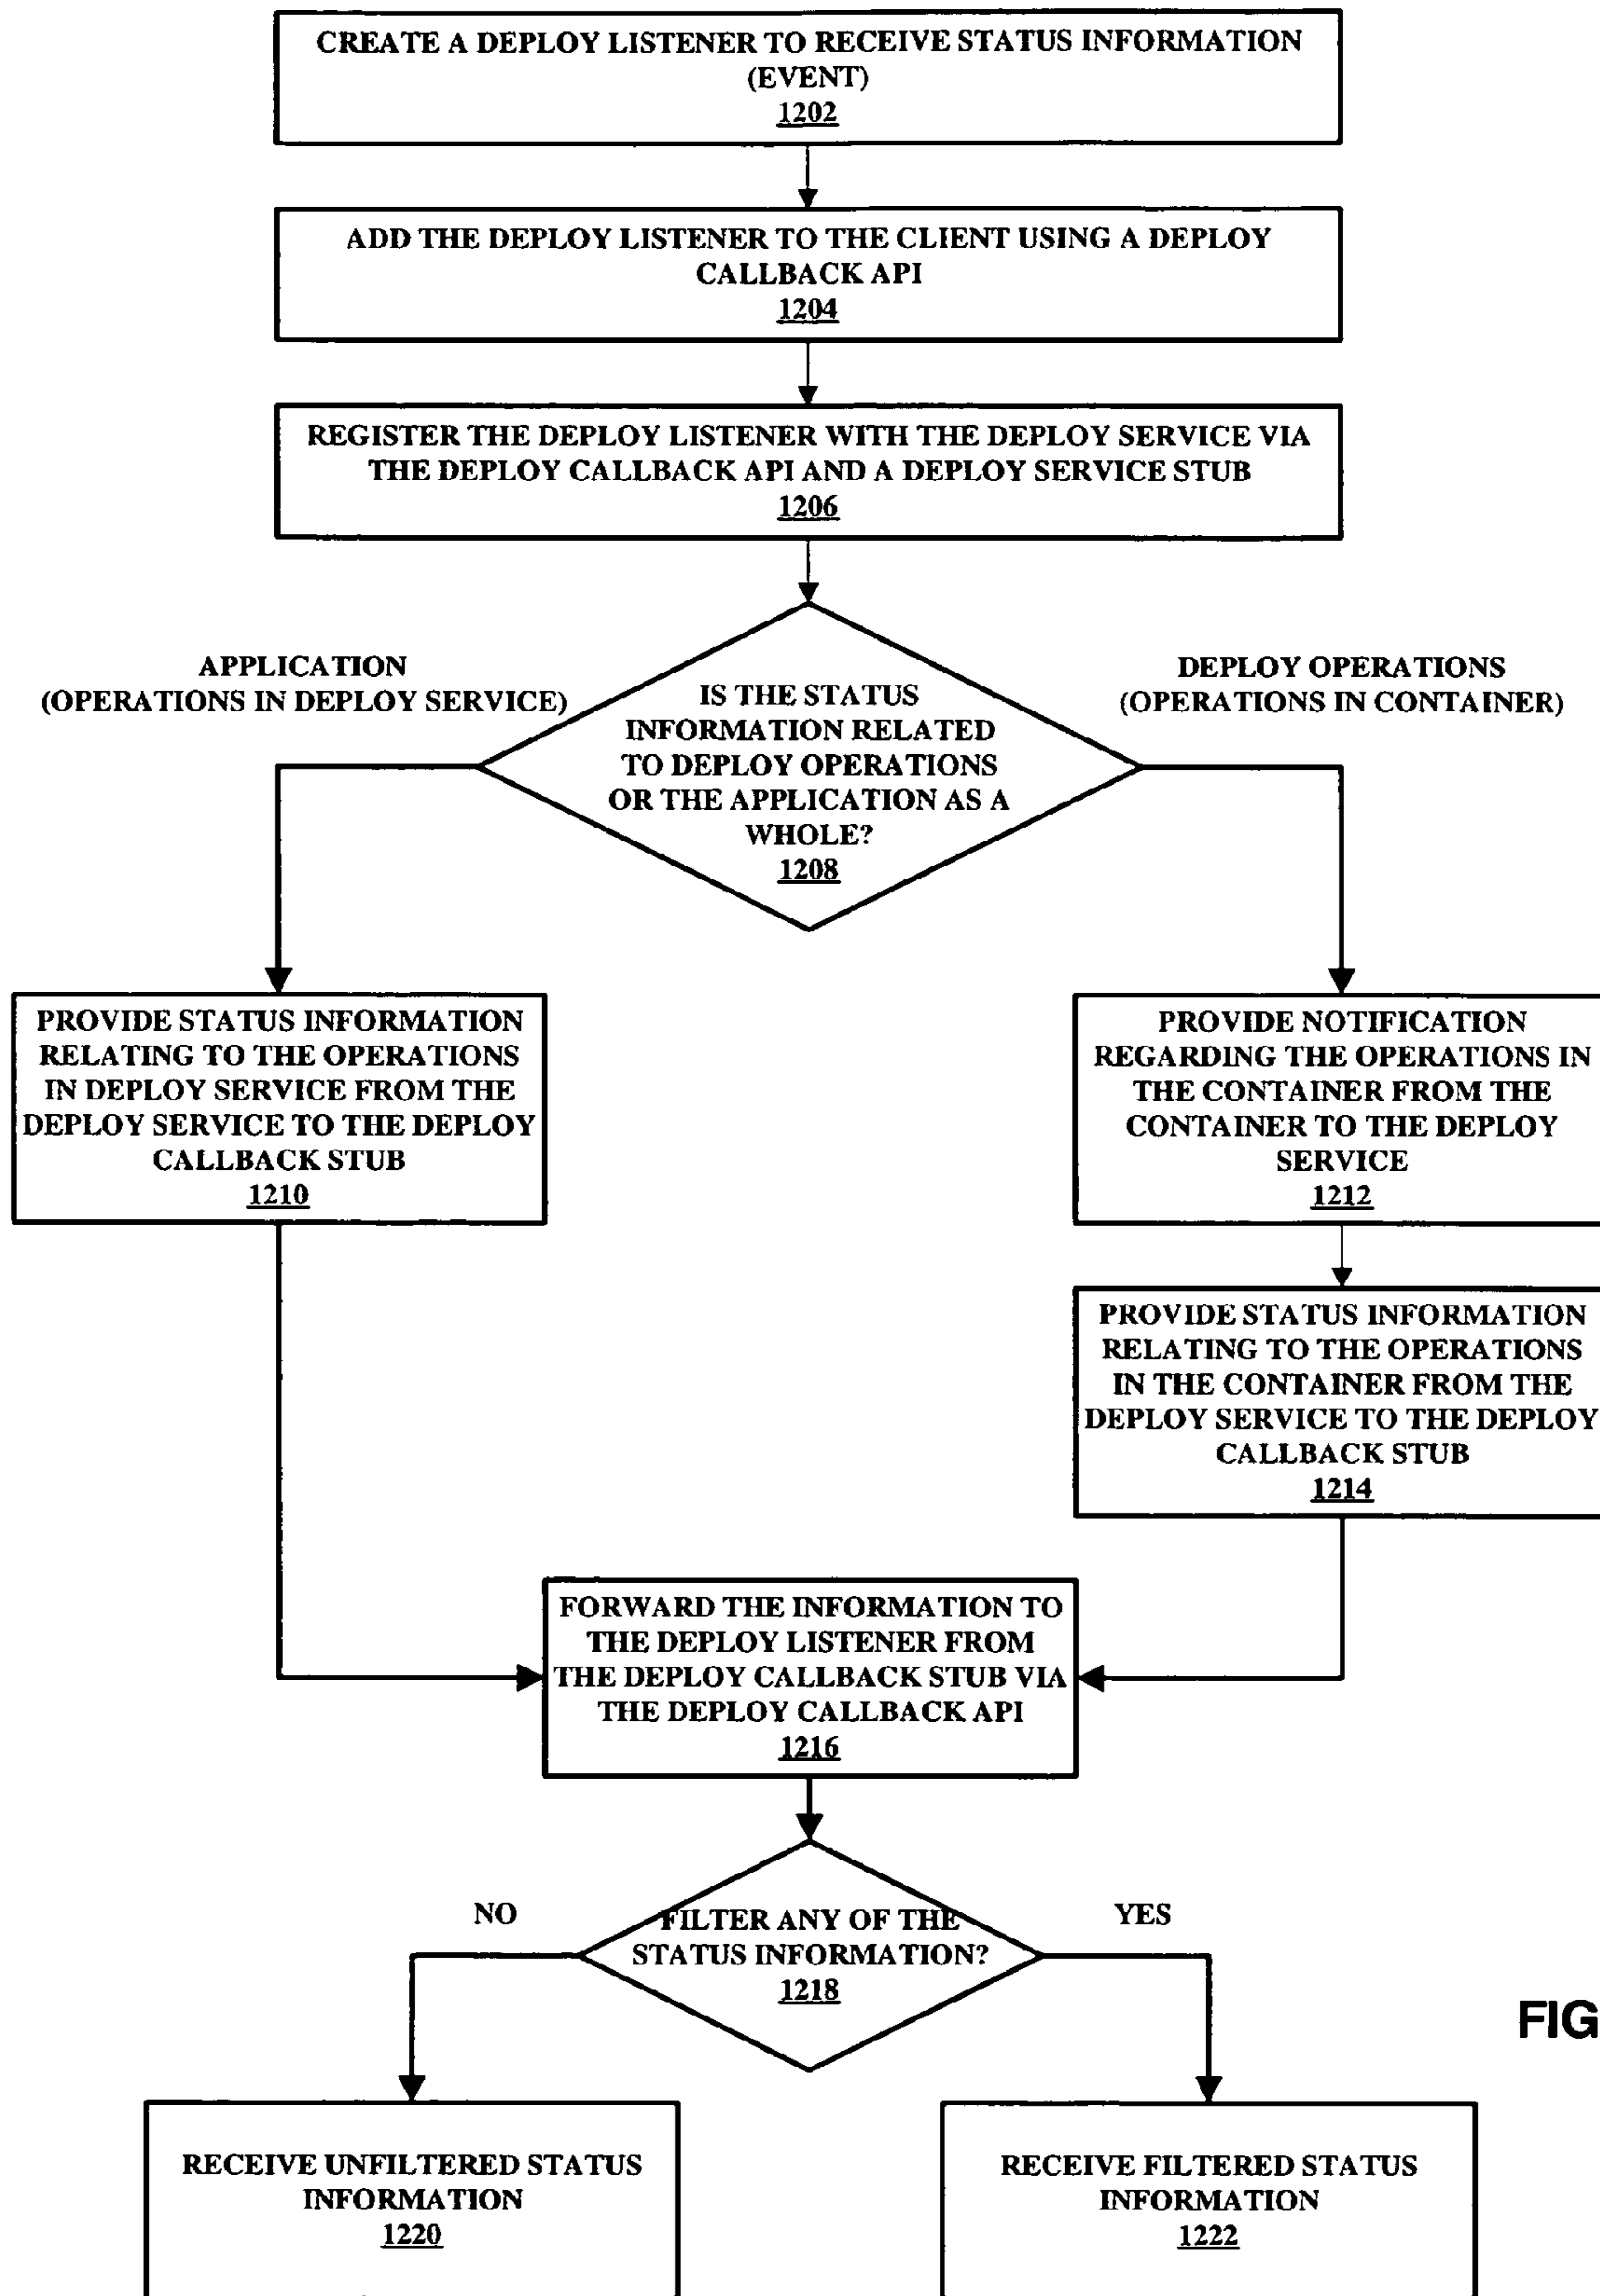 CREATE A DEPLOY LISTENER TO RECEIVE STATUS INFORMATION
(EVENT)
1202
ADD THE DEPLOY LISTENER TO THE CLIENT USING A DEPLOY
CALLBACK API
1204
REGISTER THE DEPLOY LISTENER WITH THE DEPLOY SERVICE VIA
THE DEPLOY CALLBACK API AND A DEPLOY SERVICE STUB
1206
APPLICATION
(OPERATIONS IN DEPLOY SERVICE)
IS THE STATUS
INFORMATION RELATED
TO DEPLOY OPERATIONS
OR THE APPLICATION AS A
WHOLE?
1208
DEPLOY OPERATIONS
(OPERATIONS IN CONTAINER)
PROVIDE STATUS INFORMATION
RELATING TO THE OPERATIONS
IN DEPLOY SERVICE FROM THE
DEPLOY SERVICE TO THE DEPLOY
CALLBACK STUB
1210
PROVIDE NOTIFICATION
REGARDING THE OPERATIONS IN
THE CONTAINER FROM THE
CONTAINER TO THE DEPLOY
SERVICE
1212
PROVIDE STATUS INFORMATION
RELATING TO THE OPERATIONS
IN THE CONTAINER FROM THE
DEPLOY SERVICE TO THE DEPLOY
CALLBACK STUB
1214
FORWARD THE INFORMATION TO
THE DEPLOY LISTENER FROM
THE DEPLOY CALLBACK STUB VIA
THE DEPLOY CALLBACK API
1216
NO
FILTER ANY OF THE
STATUS INFORMATION?
1218
YES
FIG
RECEIVE UNFILTERED STATUS
INFORMATION
1220
RECEIVE FILTERED STATUS
INFORMATION
1222